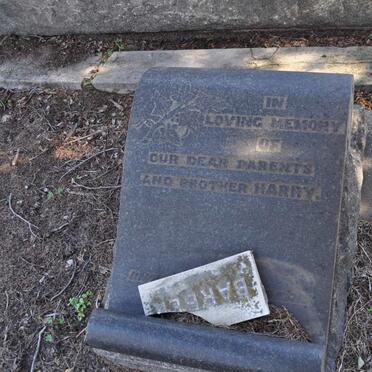 IN
LOVING MEMORY
OF
OUR DEAR PARENTS
AND BROTHER HARRY.